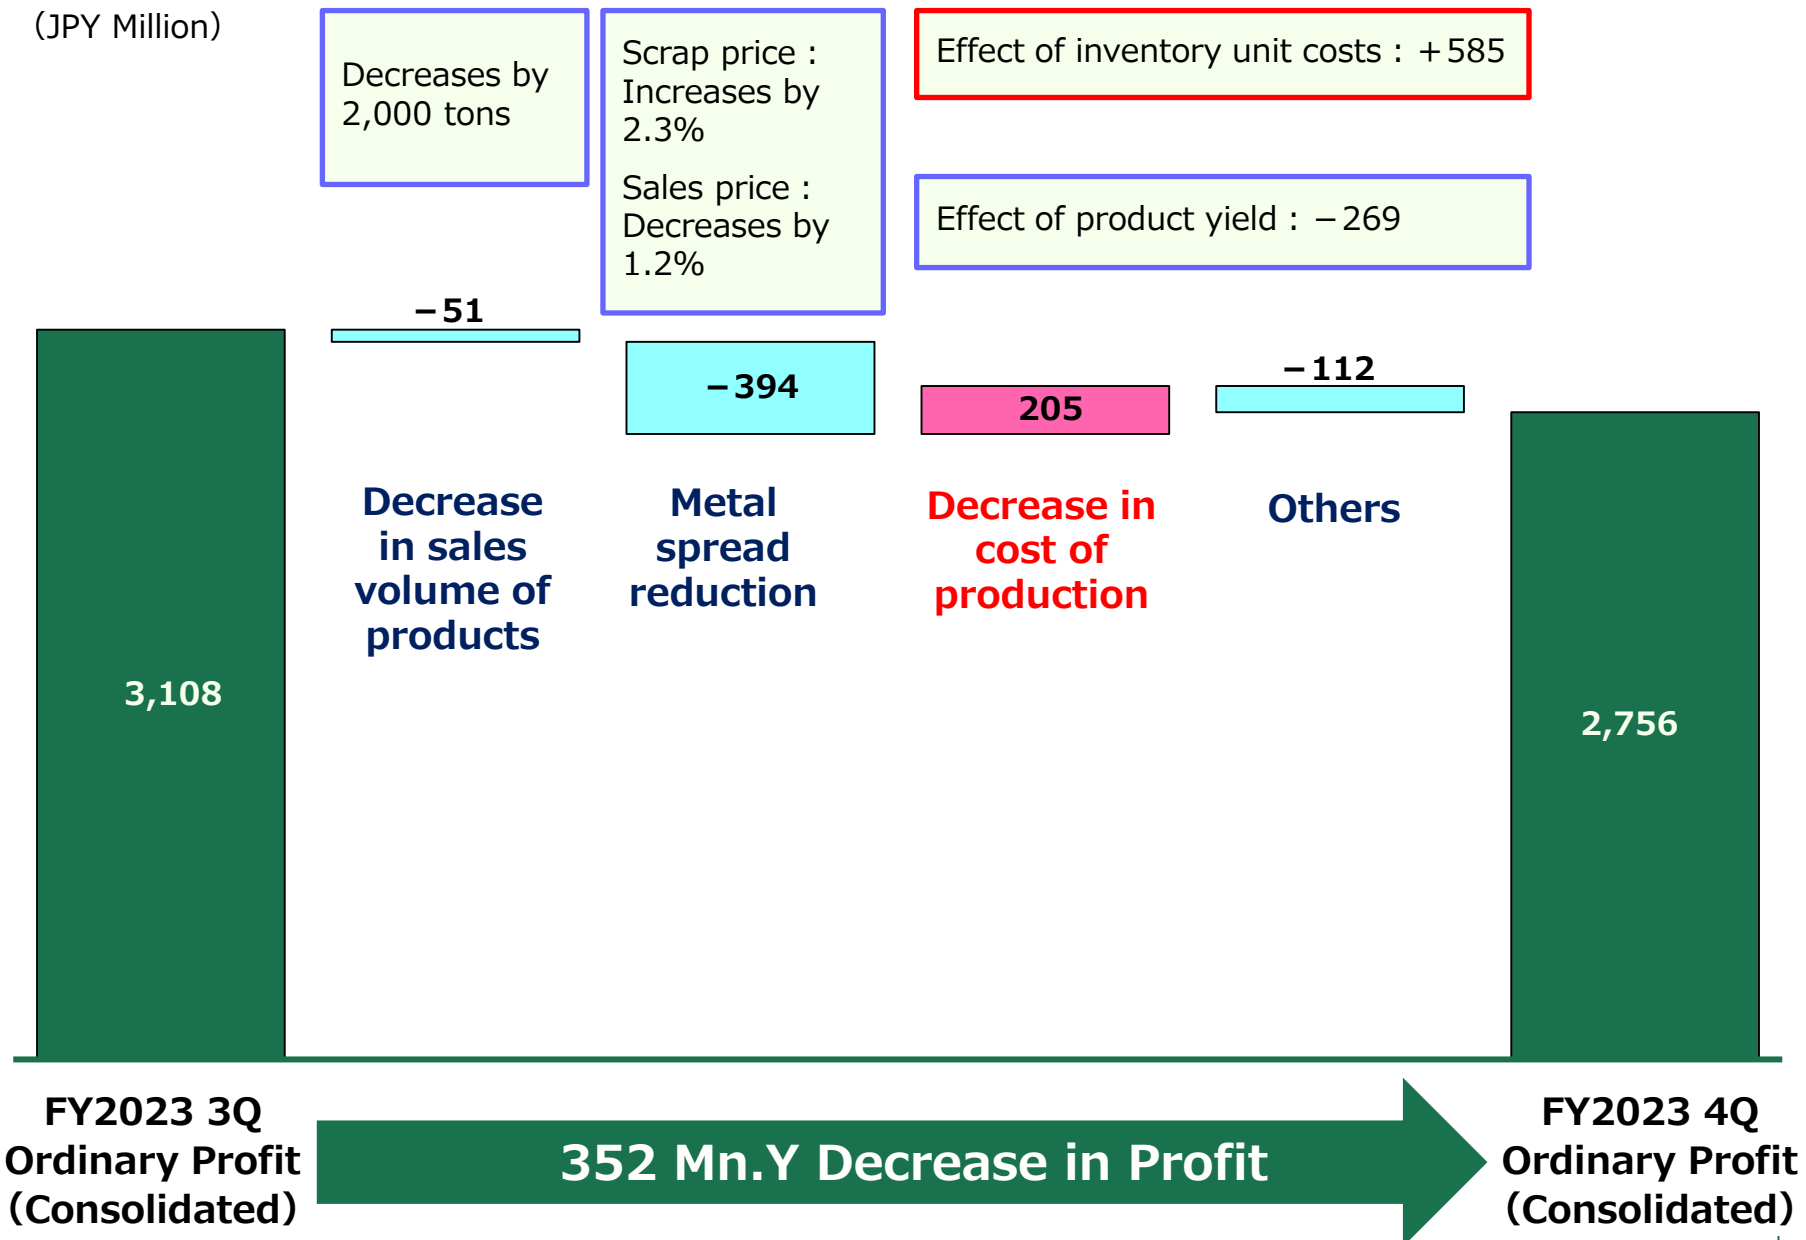 （JPY Million）
Decreases by
2,000 tons
Scrap price :
Increases by
2.3%
Sales price :
Decreases by
1.2%
Effect of inventory unit costs : +585
Effect of product yield : −269
−51
−394
205
−112
Decrease
in sales
volume of
products
Metal
spread
reduction
Decrease in
cost of
production
Others
3,108
2,756
FY2023 3Q
Ordinary Profit
（Consolidated）
352 Mn.Y Decrease in Profit
FY2023 4Q
Ordinary Profit
（Consolidated）